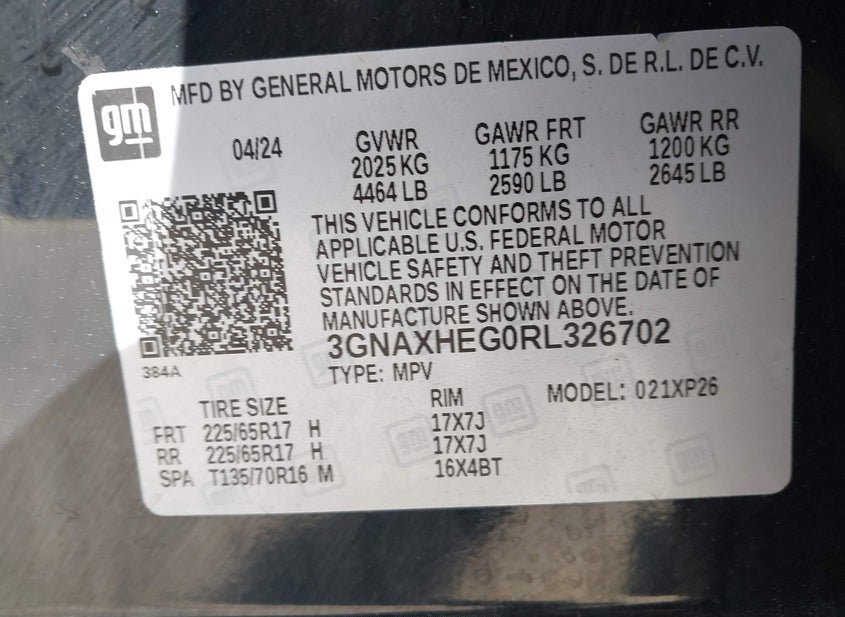 gm
MFD BY GENERAL MOTORS DE MEXICO, S. DE R.L. DE C.V.
04/24
GVWR
2025 KG
4464 LB
GAWR FRT
1175 KG
2590 LB
GAWR RR
1200 KG
2645 LB
THIS VEHICLE CONFORMS TO ALL
APPLICABLE U.S. FEDERAL MOTOR
VEHICLE SAFETY AND THEFT PREVENTION
STANDARDS IN EFFECT ON THE DATE OF
MANUFACTURE SHOWN ABOVE.
3GNAXHEG0RL326702
384A
TYPE: MPV
MODEL: 021XP26
TIRE SIZE RIM
FRT 225/65R17 H 17X7J
RR 225/65R17 H 17X7J
SPA T135/70R16 M 16X4BT